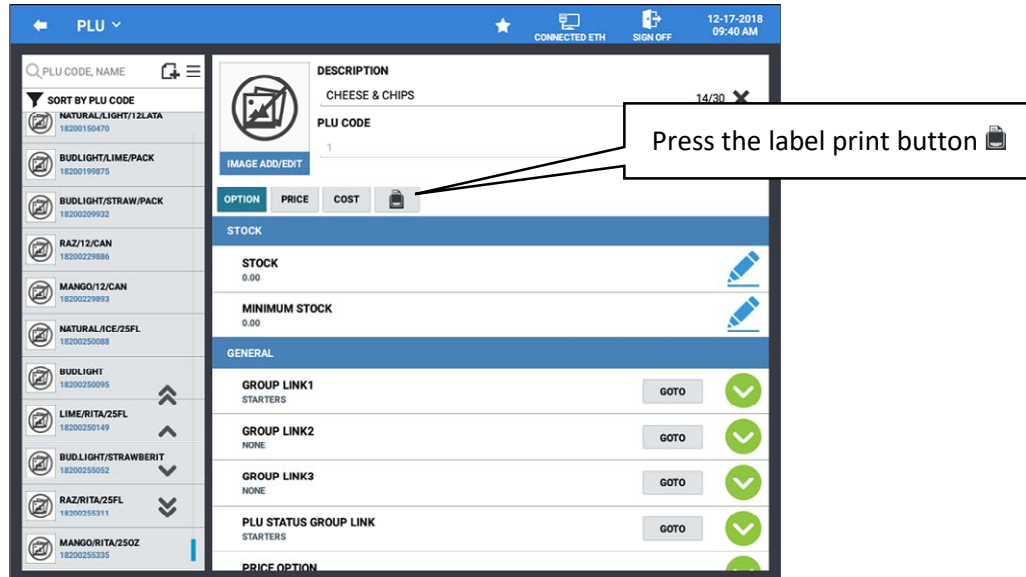 PLU
CONNECTED ETH
SIGN OFF
12-17-2018
09:40 AM
PLU CODE, NAME
SORT BY PLU CODE
NATURAL/LIGHT/12LATA
18200150470
BUDLIGHT/LIME/PACK
18200199875
BUDLIGHT/STRAW/PACK
18200209932
RAZ/12/CAN
18200229886
MANGO/12/CAN
18200229893
NATURAL/ICE/25FL
18200250088
BUDLIGHT
18200250095
LIME/RITA/25FL
18200250149
BUD.LIGHT/STRAWBERIT
18200255052
RAZ/RITA/25FL
18200255311
MANGO/RITA/25OZ
18200255335
DESCRIPTION
CHEESE & CHIPS
14/30
PLU CODE
1
IMAGE ADD/EDIT
Press the label print button
OPTION PRICE COST
STOCK
STOCK
0.00
MINIMUM STOCK
0.00
GENERAL
GROUP LINK1
STARTERS
GOTO
GROUP LINK2
NONE
GOTO
GROUP LINK3
NONE
GOTO
PLU STATUS GROUP LINK
STARTERS
GOTO
PRICE OPTION